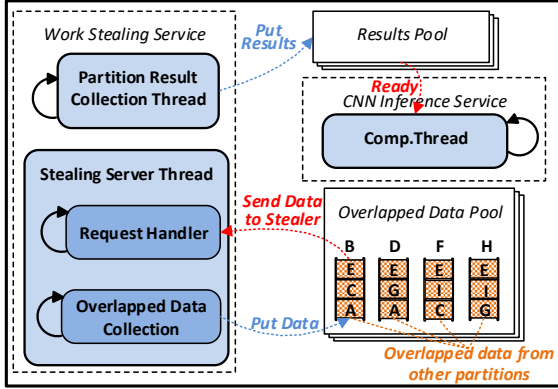 Work Stealing Service
Partition Result
Collection Thread
Put
Results
Results Pool
Ready
CNN Inference Service
Comp.Thread
Stealing Server Thread
Request Handler
Overlapped Data
Collection
Send Data
to Stealer
Put Data
Overlapped Data Pool
B D F H
E E E E
C G I I
A A C G
Overlapped data from
other partitions